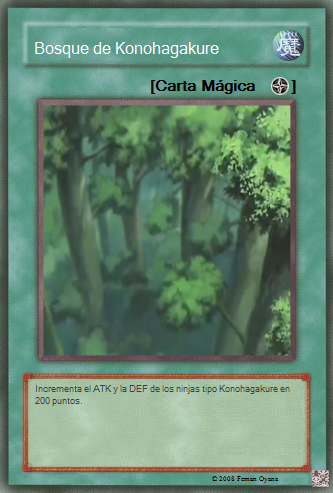 Bosque de Konohagakure
魔
[Carta Mágica ]
Incrementa el ATK y la DEF de los ninjas tipo Konohagakure en
200 puntos.
© 2008 Fernan Oyana